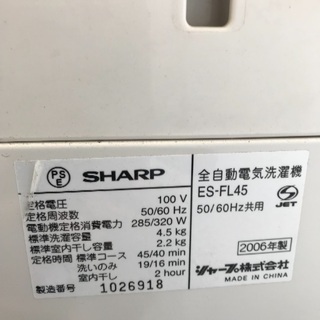 PS E SHARP 全自動電気洗濯機
ES-FL45
定格電圧 100 V
定格周波数 50/60 Hz 50/60Hz共用 S JET
電動機定格消費電力 285/320 W
標準洗濯容量 4.5 kg
標準室内干し容量 2.2 kg 2006年製
定格時間 標準コース 45/40 min
洗いのみ 19/16 min シャープ株式会社
室内干し 2 hour MADE IN CHINA
製造番号 1026918